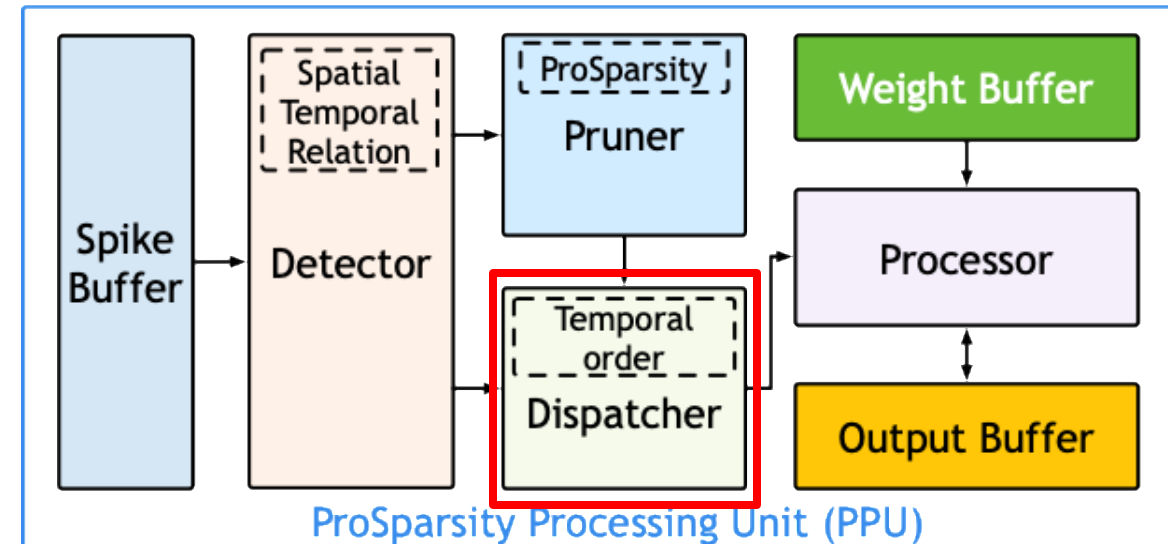 Spike
Buffer
Spatial
Temporal
Relation
Detector
ProSparsity
Pruner
Temporal
order
Dispatcher
Weight Buffer
Processor
Output Buffer
ProSparsity Processing Unit (PPU)